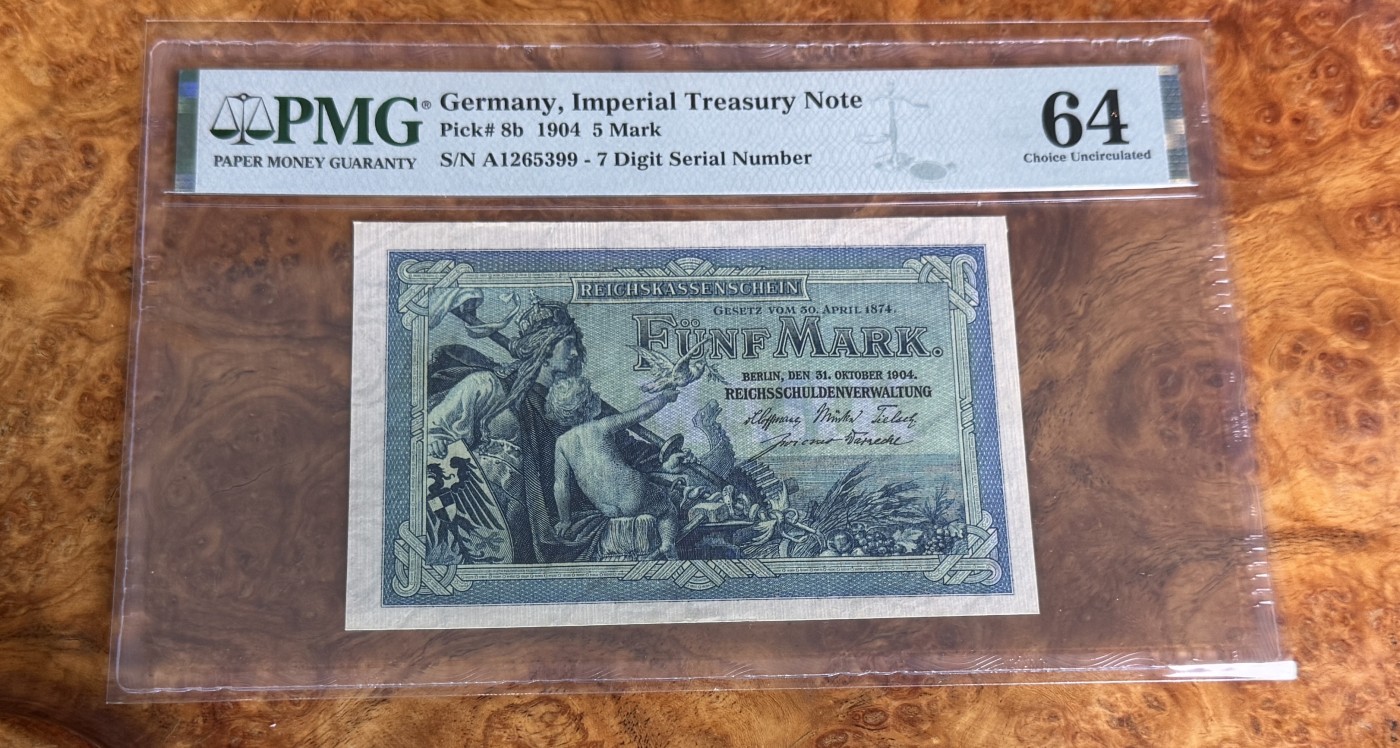 PMG®
PAPER MONEY GUARANTY
Germany, Imperial Treasury Note
Pick# 8b 1904 5 Mark
S/N A1265399 - 7 Digit Serial Number
64
Choice Uncirculated
REICHSKASSENSCHEIN
GESETZ VOM 30. APRIL 1874.
FÜNF MARK.
BERLIN, DEN 31. OKTOBER 1904.
REICHSSCHULDENVERWALTUNG